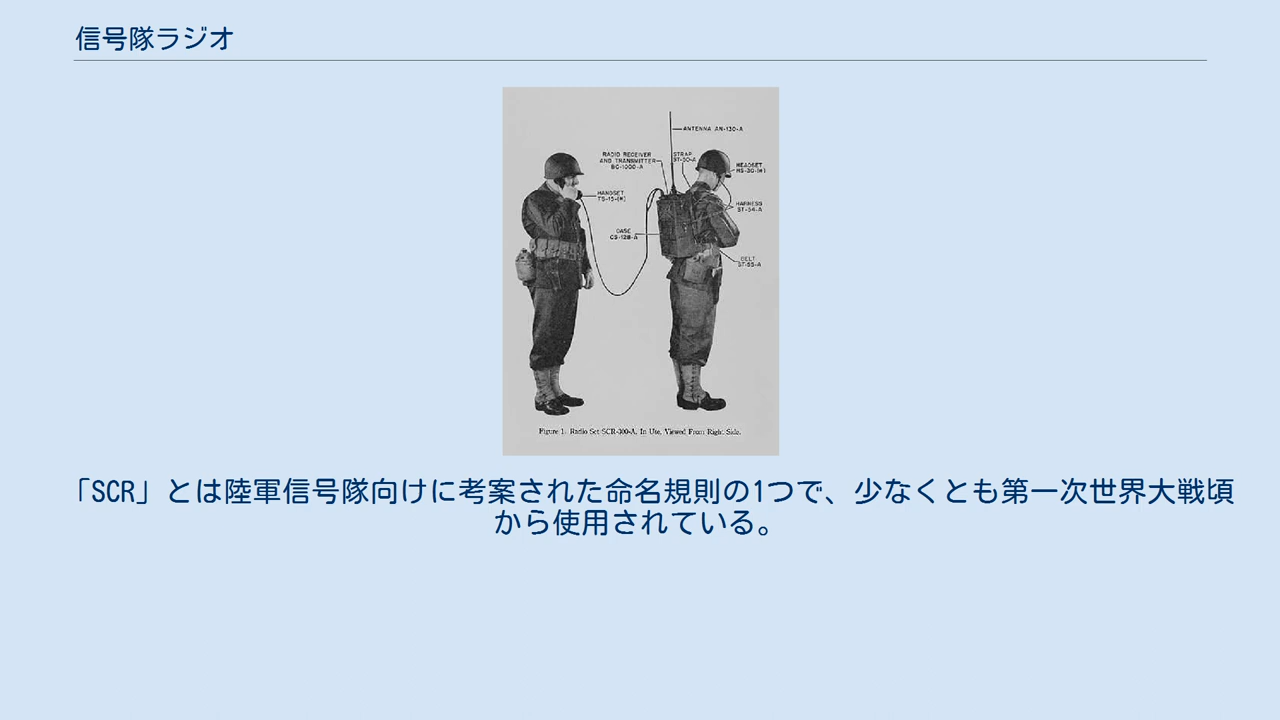 信号隊ラジオ
ANTENNA AN-130-A
RADIO RECEIVER
AND TRANSMITTER
BC-1000-A
STRAP
ST-50-A
HEADSET
HS-30-(*)
HANDSET
TS-15-(*)
HARNESS
ST-54-A
CASE
CS-128-A
BELT
ST-55-A
Figure 1. Radio Set SCR-300-A, In Use, Viewed From Right Side.
「SCR」とは陸軍信号隊向けに考案された命名規則の1つで、少なくとも第一次世界大戦頃
から使用されている。